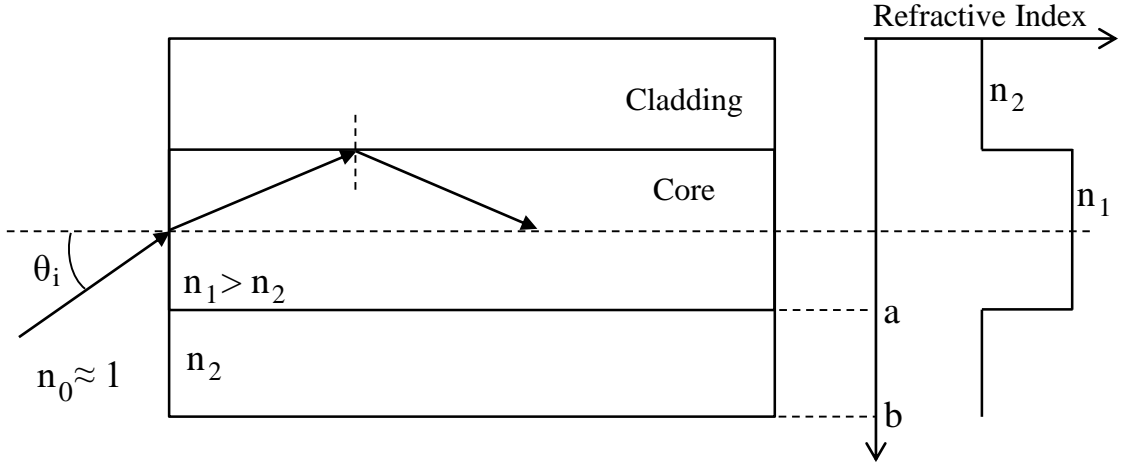 Refractive Index
Cladding
n₂
Core
n₁
θᵢ
n₁ > n₂
a
n₂
n₀ ≈ 1
b